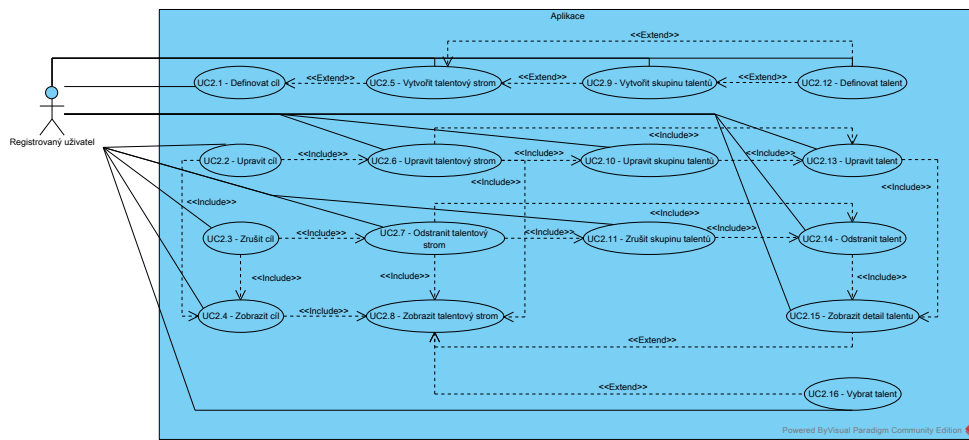 Aplikace
<<Extend>>
<<Extend>>
<<Extend>>
<<Extend>>
UC2.1 - Definovat cíl
UC2.5 - Vytvořit talentový strom
UC2.9 - Vytvořit skupinu talentů
UC2.12 - Definovat talent
Registrovaný uživatel
<<Include>>
<<Include>>
<<Include>>
<<Include>>
UC2.2 - Upravit cíl
UC2.6 - Upravit talentový strom
UC2.10 - Upravit skupinu talentů
UC2.13 - Upravit talent
<<Include>>
<<Include>>
<<Include>>
<<Include>>
<<Include>>
<<Include>>
<<Include>>
UC2.3 - Zrušit cíl
UC2.7 - Odstranit talentový
strom
UC2.11 - Zrušit skupinu talentů
UC2.14 - Odstranit talent
<<Include>>
<<Include>>
<<Include>>
<<Include>>
UC2.4 - Zobrazit cíl
UC2.8 - Zobrazit talentový strom
UC2.15 - Zobrazit detail talentu
<<Extend>>
<<Extend>>
UC2.16 - Vybrat talent
Powered By Visual Paradigm Community Edition